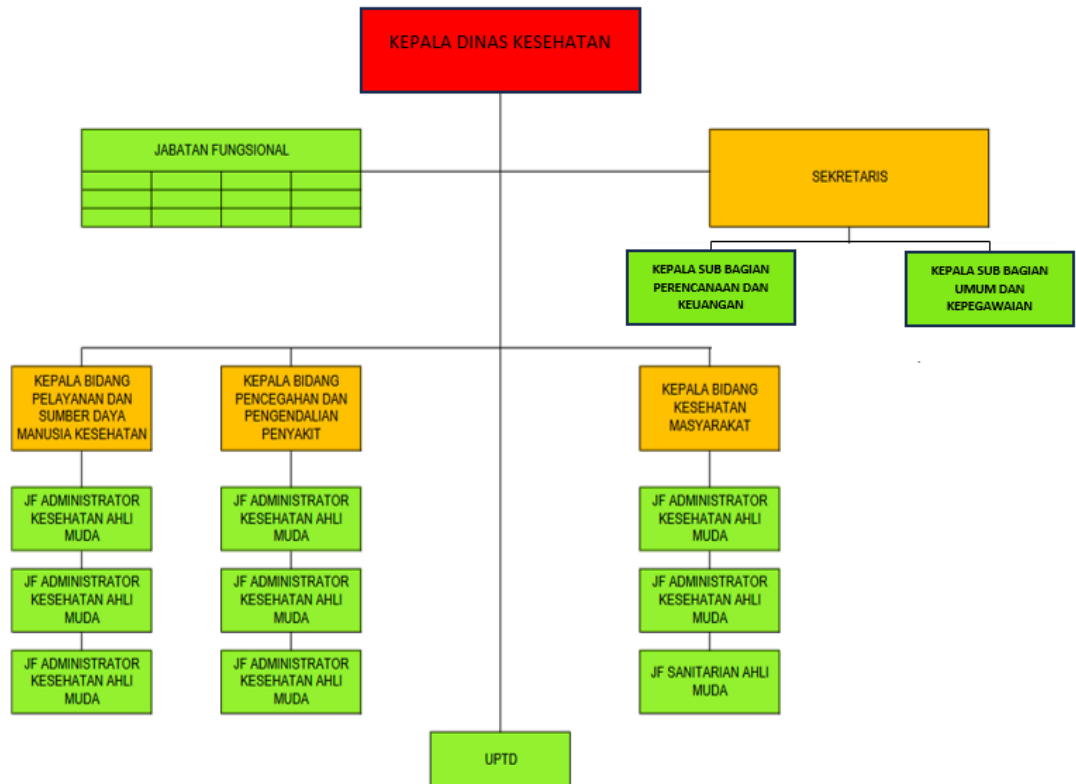 KEPALA DINAS KESEHATAN
JABATAN FUNGSIONAL
SEKRETARIS
KEPALA SUB BAGIAN
PERENCANAAN DAN
KEUANGAN
KEPALA SUB BAGIAN
UMUM DAN
KEPEGAWAIAN
KEPALA BIDANG
PELAYANAN DAN
SUMBER DAYA
MANUSIA KESEHATAN
KEPALA BIDANG
PENCEGAHAN DAN
PENGENDALIAN
PENYAKIT
KEPALA BIDANG
KESEHATAN
MASYARAKAT
JF ADMINISTRATOR
KESEHATAN AHLI
MUDA
JF ADMINISTRATOR
KESEHATAN AHLI
MUDA
JF ADMINISTRATOR
KESEHATAN AHLI
MUDA
JF ADMINISTRATOR
KESEHATAN AHLI
MUDA
JF ADMINISTRATOR
KESEHATAN AHLI
MUDA
JF ADMINISTRATOR
KESEHATAN AHLI
MUDA
JF ADMINISTRATOR
KESEHATAN AHLI
MUDA
JF ADMINISTRATOR
KESEHATAN AHLI
MUDA
JF SANITARIAN AHLI
MUDA
UPTD